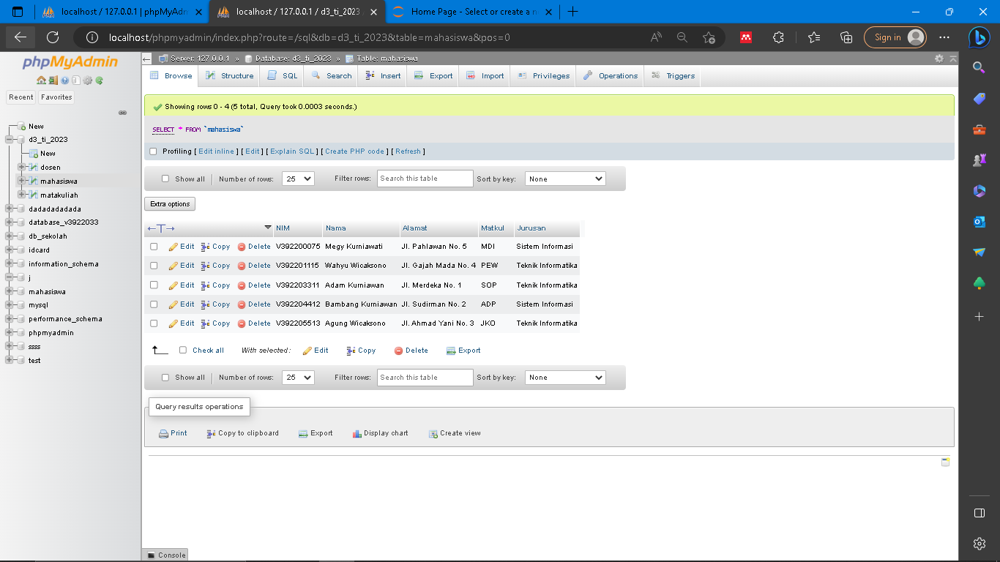 localhost / 127.0.0.1 | phpMyAdm
localhost / 127.0.0.1 / d3_ti_2023
Home Page - Select or create a n
localhost/phpmyadmin/index.php?route=/sql&db=d3_ti_2023&table=mahasiswa&pos=0
Sign in
phpMyAdmin
Recent
Favorites
New
d3_ti_2023
New
dosen
mahasiswa
matakuliah
dadadadadada
database_v3922033
db_sekolah
idcard
information_schema
j
mahasiswa
mysql
performance_schema
phpmyadmin
ssss
test
Server: 127.0.0.1 » Database: d3_ti_2023 » Table: mahasiswa
Browse Structure SQL Search Insert Export Import Privileges Operations Triggers
Showing rows 0 - 4 (5 total, Query took 0.0003 seconds.)
SELECT * FROM `mahasiswa`
Profiling [ Edit inline ] [ Edit ] [ Explain SQL ] [ Create PHP code ] [ Refresh ]
Show all | Number of rows: 25 Filter rows: Search this table Sort by key: None
Extra options
←T→ NIM Nama Alamat Matkul Jurusan
Edit Copy Delete V392200075 Megy Kurniawati Jl. Pahlawan No. 5 MDI Sistem Informasi
Edit Copy Delete V392201115 Wahyu Wicaksono Jl. Gajah Mada No. 4 PEW Teknik Informatika
Edit Copy Delete V392203311 Adam Kurniawan Jl. Merdeka No. 1 SOP Teknik Informatika
Edit Copy Delete V392204412 Bambang Kurniawan Jl. Sudirman No. 2 ADP Sistem Informasi
Edit Copy Delete V392205513 Agung Wicaksono Jl. Ahmad Yani No. 3 JKO Teknik Informatika
Check all With selected: Edit Copy Delete Export
Show all | Number of rows: 25 Filter rows: Search this table Sort by key: None
Query results operations
Print Copy to clipboard Export Display chart Create view
Console